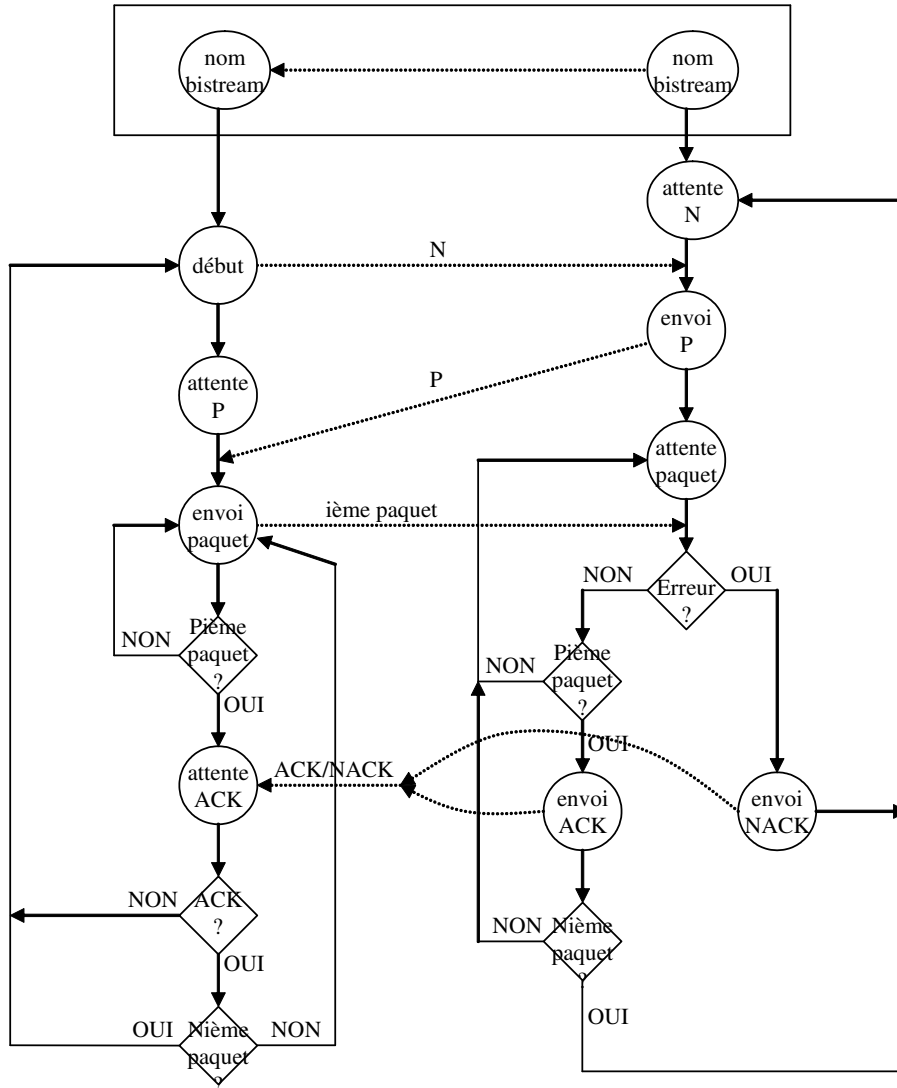 nom
bistream
nom
bistream
attente
N
début
N
envoi
P
attente
P
P
attente
paquet
envoi
paquet
ième paquet
Erreur
?
NON
OUI
Pième
paquet
?
NON
OUI
Pième
paquet
?
NON
OUI
attente
ACK
ACK/NACK
envoi
ACK
envoi
NACK
ACK
?
NON
OUI
Nième
paquet
?
NON
OUI
Nième
paquet
?
OUI
NON